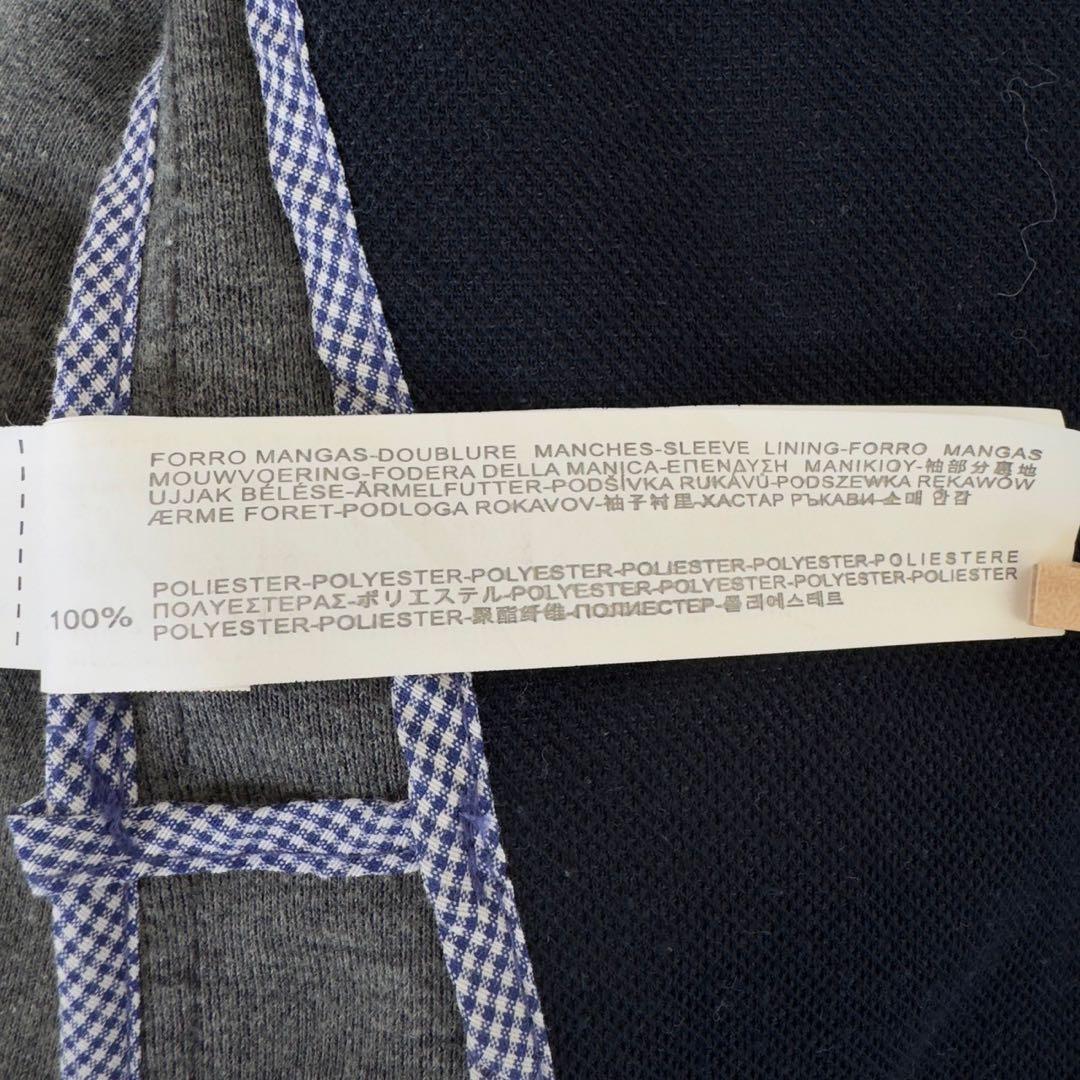 FORRO MANGAS-DOUBLURE MANCHES-SLEEVE LINING-FORRO MANGAS
MOUWVOERING-FODERA DELLA MANICA-ΕΠΕΝΔΥΣΗ ΜΑΝΙΚΙΟΥ-袖部分裏地
UJJAK BÉLÉSE-ÄRMELFUTTER-PODŠÍVKA RUKÁVŮ-PODSZEWKA RĘKAWÓW
ÆRME FORET-PODLOGA ROKAVOV-袖子衬里-ХАСТАР РЪКАВИ-소매 안감
POLIESTER-POLYESTER-POLYESTER-POLIÉSTER-POLYESTER-POLIESTERE
100% ΠΟΛΥΕΣΤΕΡΑΣ-ポリエステル-POLYESTER-POLYESTER-POLYESTER-POLIESTER
POLYESTER-POLIESTER-聚酯纤维-ПОЛИЕСТЕР-폴리에스테르